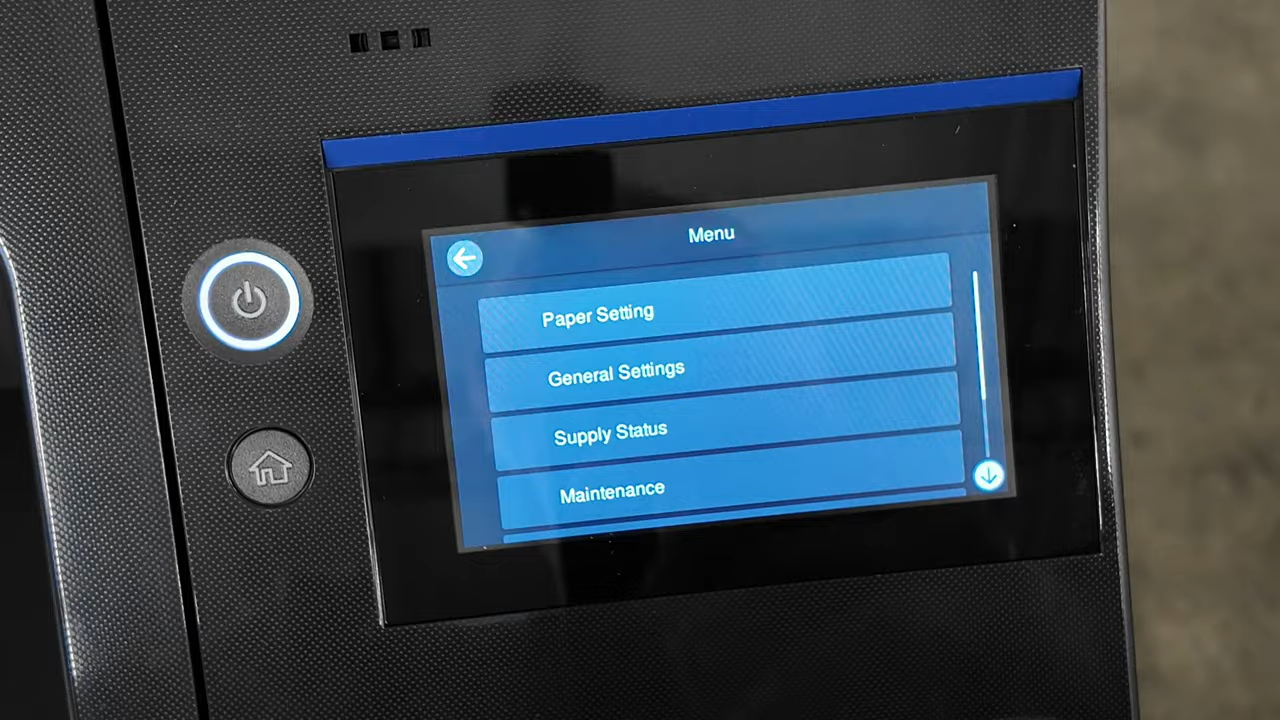 Menu
Paper Setting
General Settings
Supply Status
Maintenance